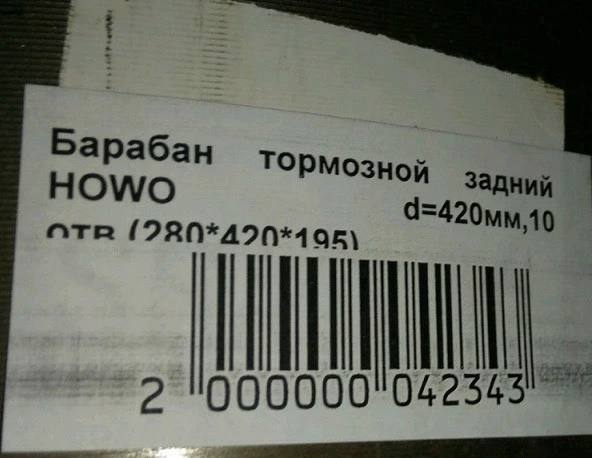 Барабан тормозной задний
HOWO d=420мм,10
отв (280*420*195)
2 000000 042343